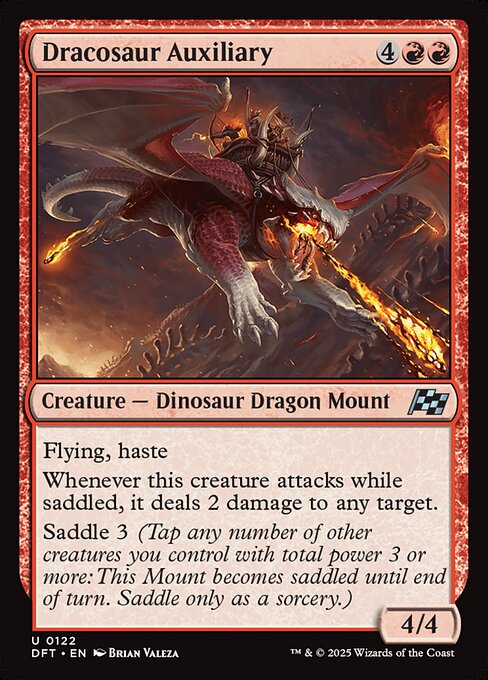 Dracosaur Auxiliary 4
Creature — Dinosaur Dragon Mount
Flying, haste
Whenever this creature attacks while
saddled, it deals 2 damage to any target.
Saddle 3 (Tap any number of other
creatures you control with total power 3 or
more: This Mount becomes saddled until end
of turn. Saddle only as a sorcery.)
4/4
U 0122
DFT • EN Brian Valeza
™ & © 2025 Wizards of the Coast